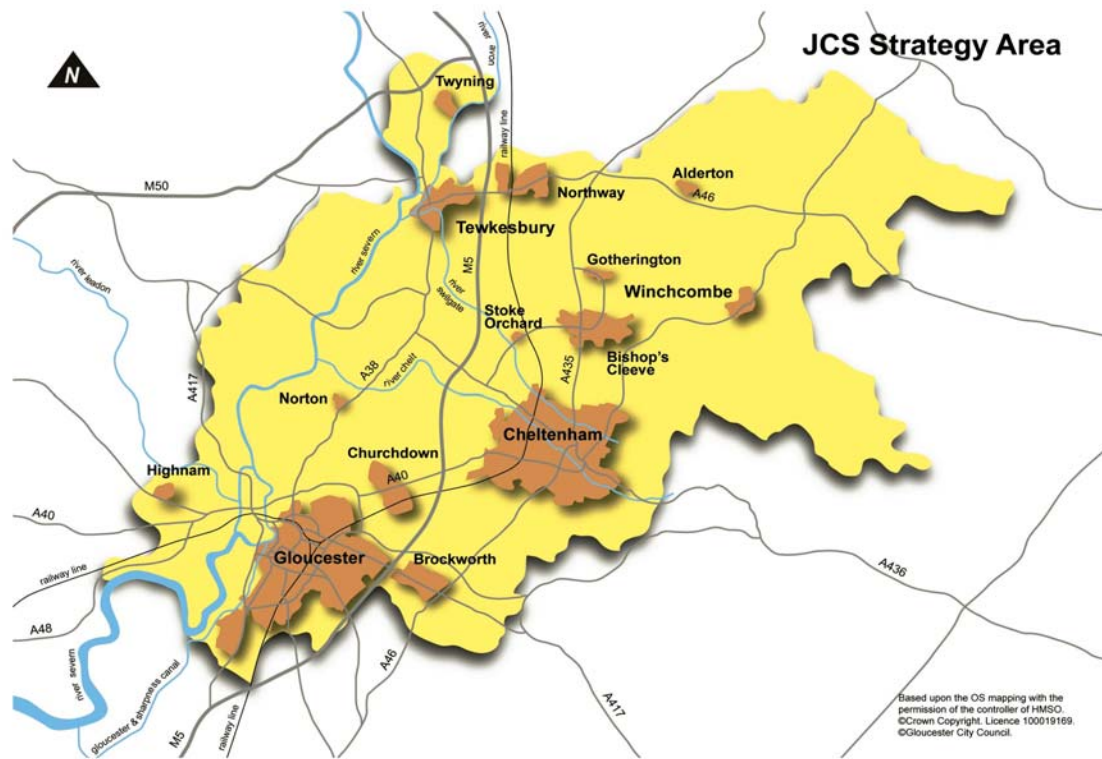 JCS Strategy Area
N
river
avon
Twyning
railway line
M50
Northway
Alderton
A46
Tewkesbury
river severn
M5
river leadon
river
swilgate
Gotherington
Winchcombe
Stoke
Orchard
Bishop's
Cleeve
A435
A38
river chelt
A417
Norton
Cheltenham
Churchdown
A40
Highnam
A40
Gloucester
Brockworth
railway line
A436
A48
A46
river severn
gloucester & sharpness canal
M5
railway line
A417
Based upon the OS mapping with the
permission of the controller of HMSO.
©Crown Copyright. Licence 100019169.
©Gloucester City Council.